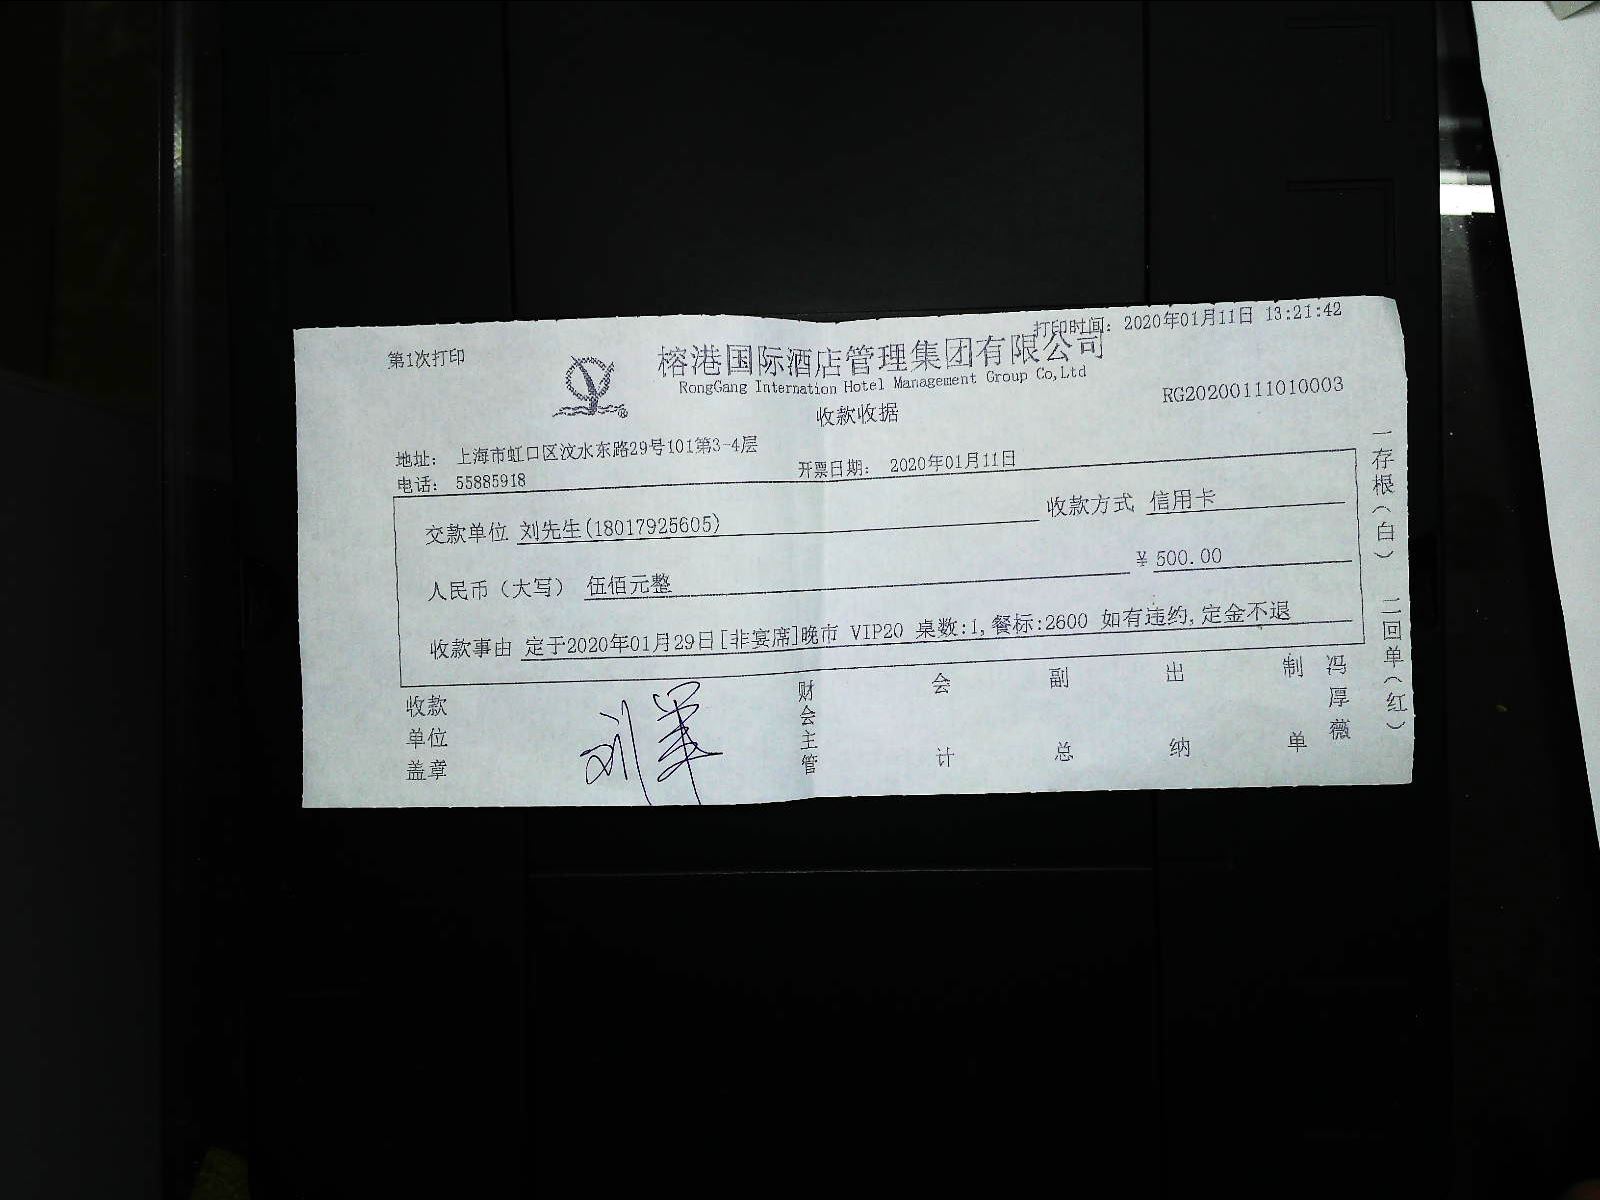 打印时间：2020年01月11日 13:21:42
第1次打印
榕港国际酒店管理集团有限公司
RongGang Internation Hotel Management Group Co,Ltd
收款收据
RG20200111010003
地址： 上海市虹口区汶水东路29号101第3-4层
电话： 55885918
开票日期： 2020年01月11日
交款单位 刘先生(18017925605)
收款方式 信用卡
人民币（大写） 伍佰元整
¥ 500.00
收款事由 定于2020年01月29日[非宴席]晚市 VIP20 桌数:1,餐标:2600 如有违约,定金不退
收款单位盖章
刘军
财会主管
会计
副总
出纳
制单
冯厚薇
一存根（白） 二回单（红）